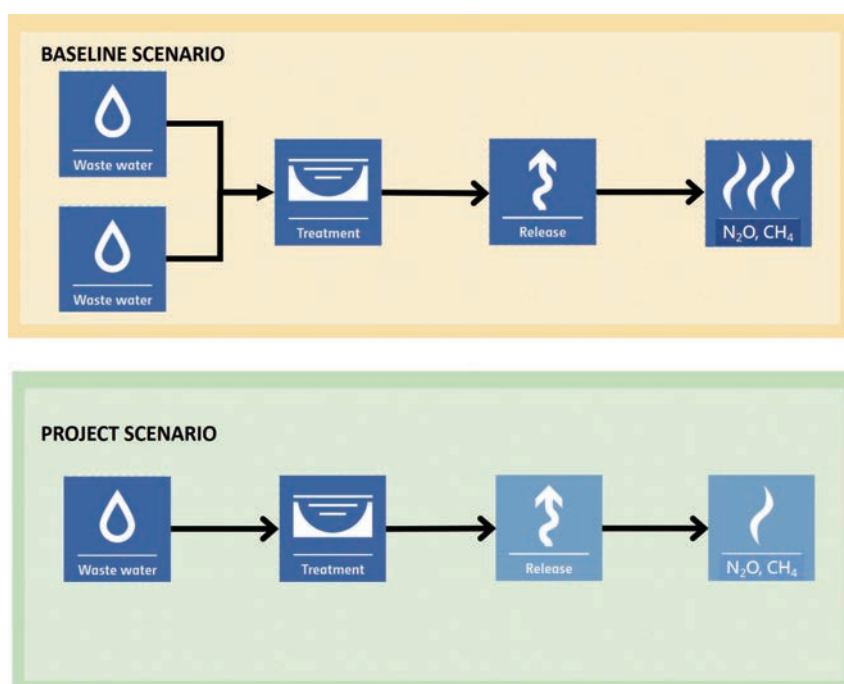 BASELINE SCENARIO
Waste water
Waste water
Treatment
Release
N₂O, CH₄
PROJECT SCENARIO
Waste water
Treatment
Release
N₂O, CH₄